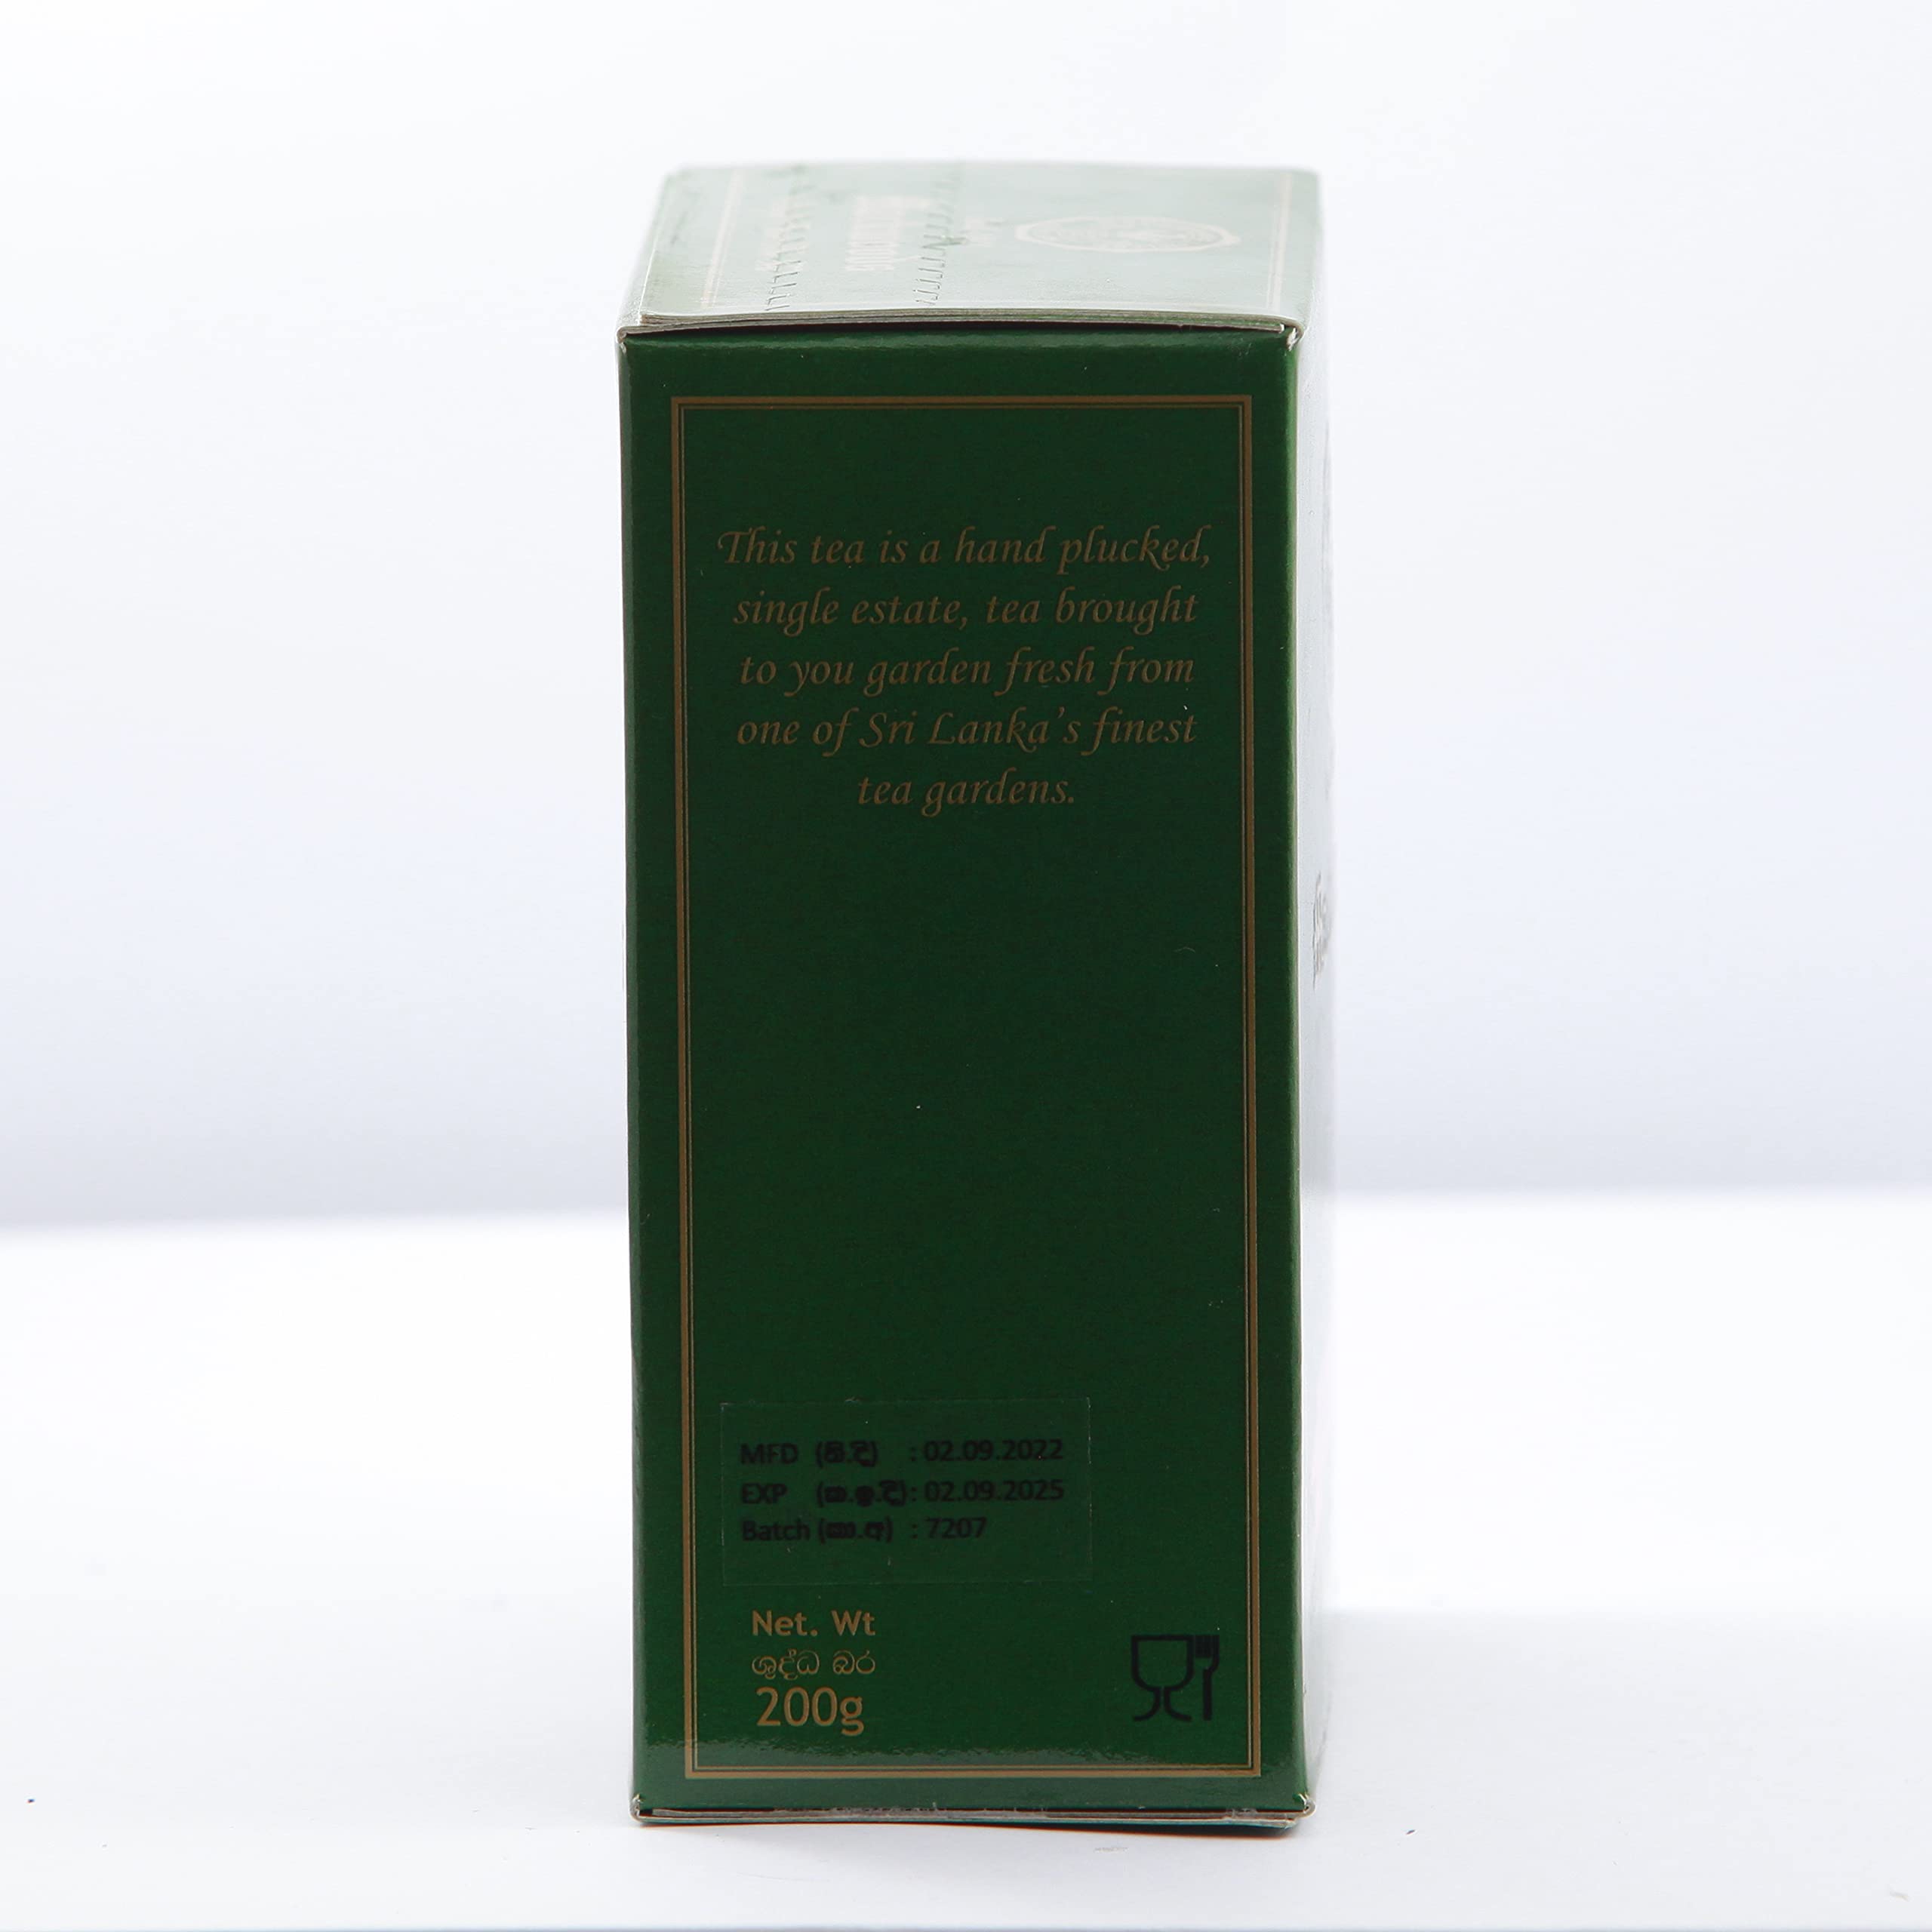 This tea is a hand plucked,
single estate, tea brought
to you garden fresh from
one of Sri Lanka's finest
tea gardens.
MFD (නි.දි) : 02.09.2022
EXP (ක.ඉ.දි): 02.09.2025
Batch (කා.අ) : 7207
Net. Wt
ශුද්ධ බර
200g